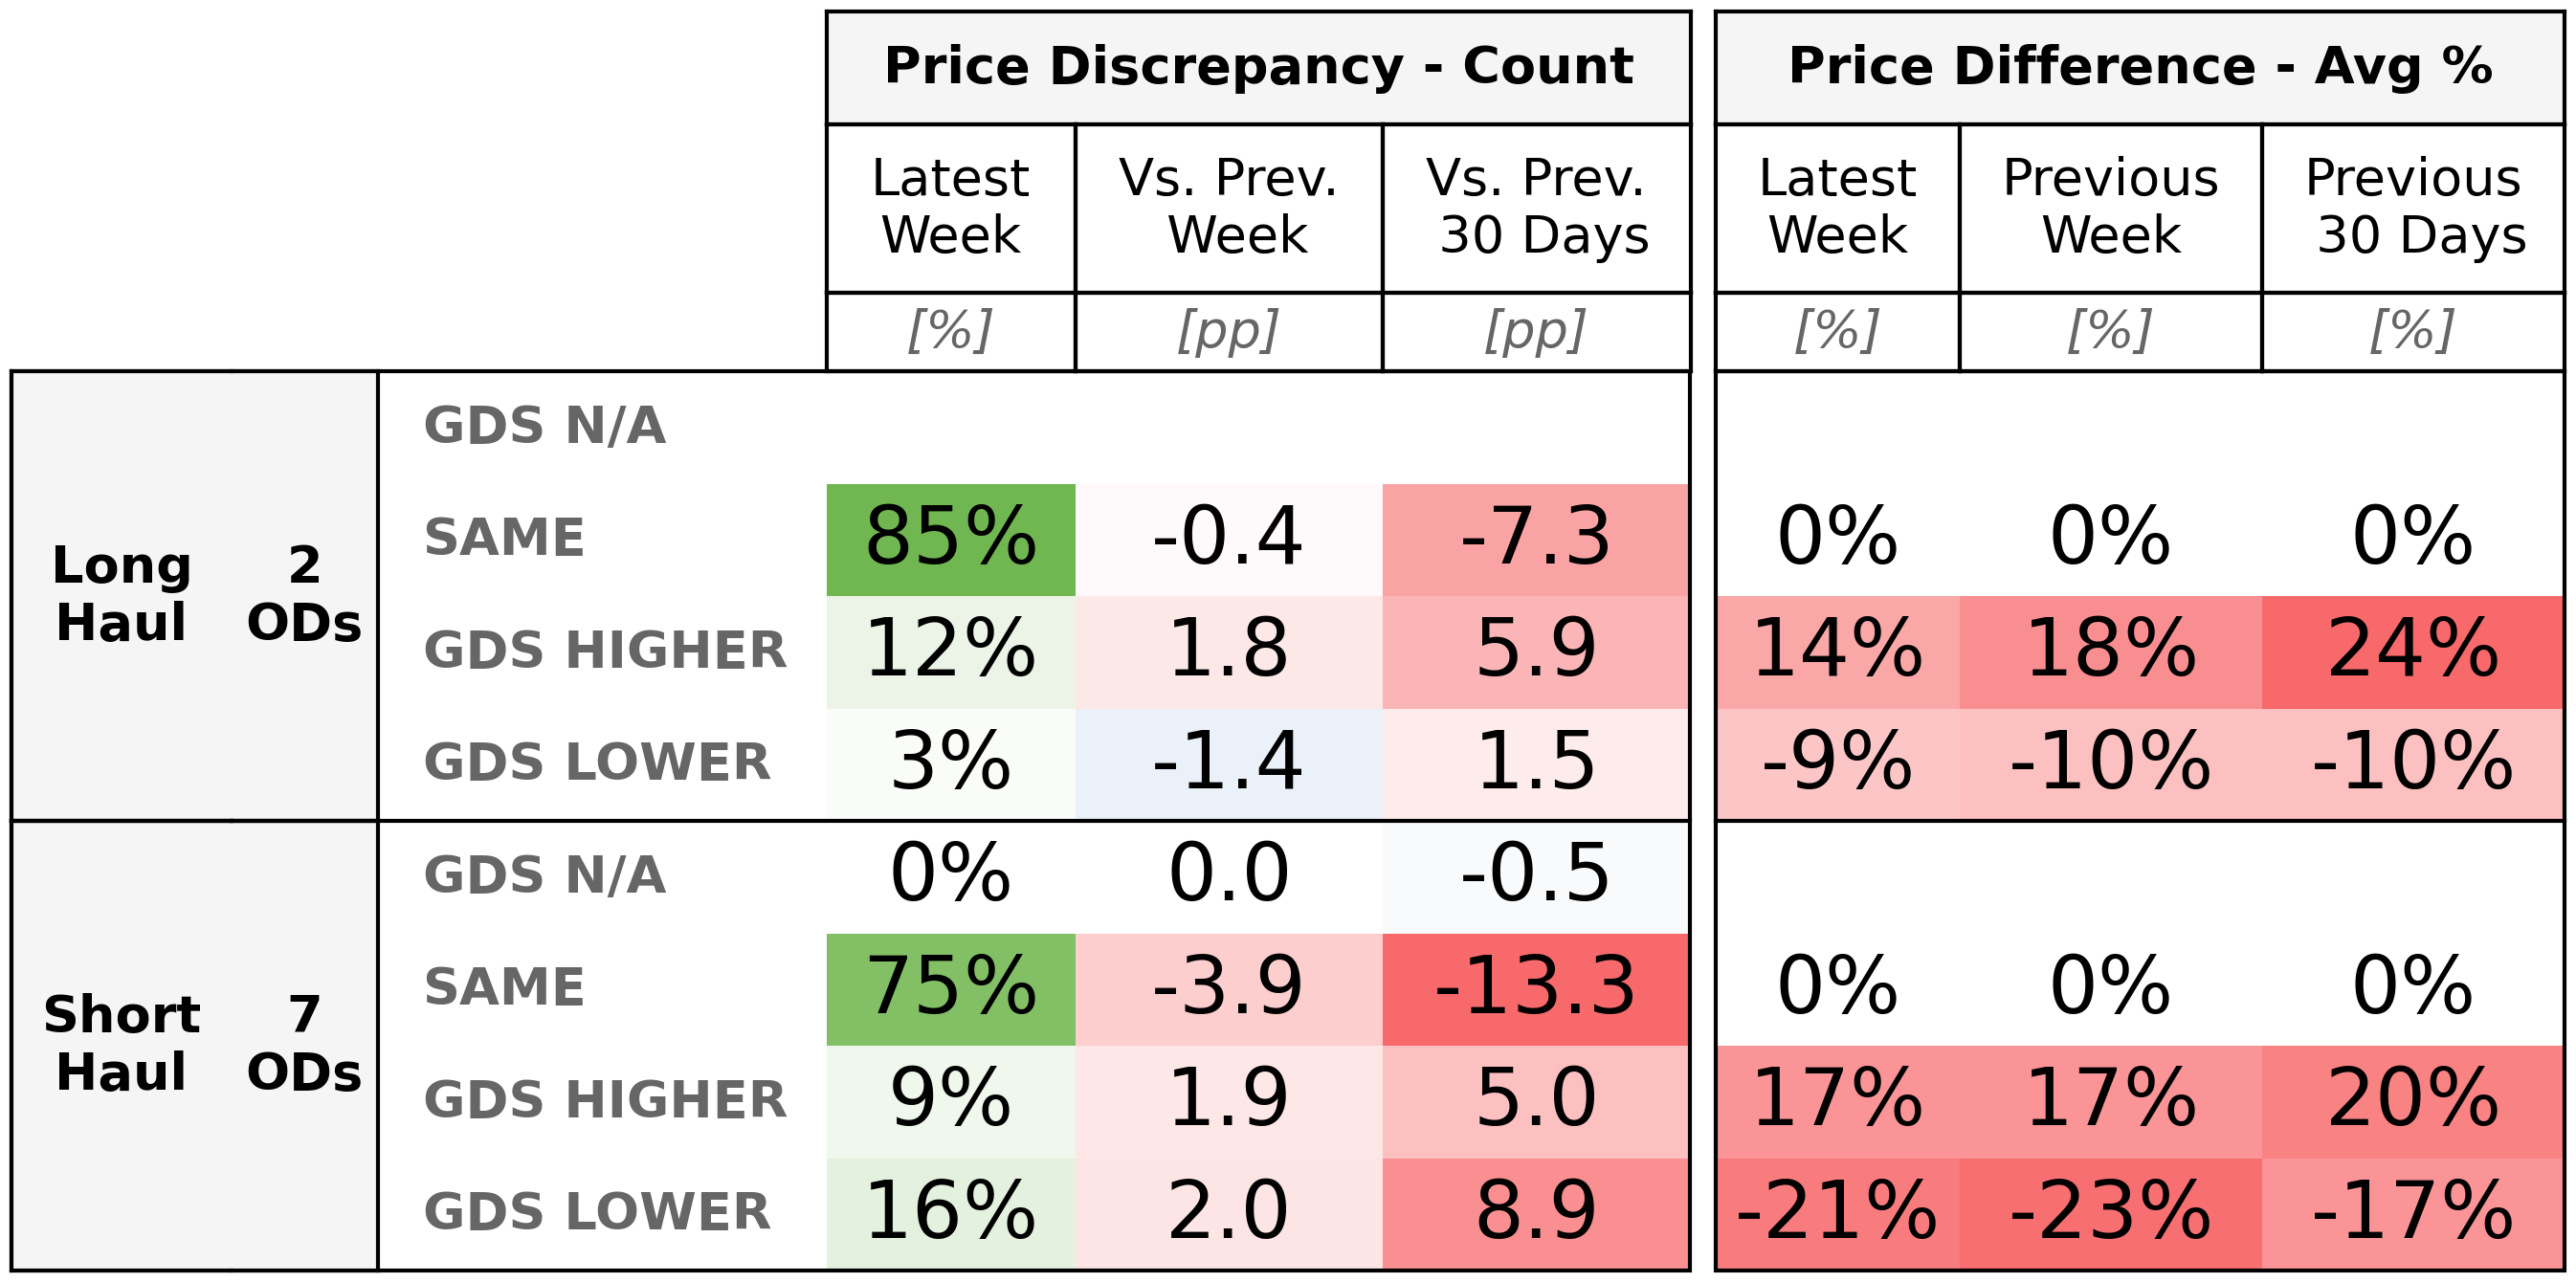 Price Discrepancy - Count Price Difference - Avg %
Latest Week Vs. Prev. Week Vs. Prev. 30 Days Latest Week Previous Week Previous 30 Days
[%] [pp] [pp] [%] [%] [%]
Long Haul 2 ODs
GDS N/A
SAME 85% -0.4 -7.3 0% 0% 0%
GDS HIGHER 12% 1.8 5.9 14% 18% 24%
GDS LOWER 3% -1.4 1.5 -9% -10% -10%
Short Haul 7 ODs
GDS N/A 0% 0.0 -0.5
SAME 75% -3.9 -13.3 0% 0% 0%
GDS HIGHER 9% 1.9 5.0 17% 17% 20%
GDS LOWER 16% 2.0 8.9 -21% -23% -17%